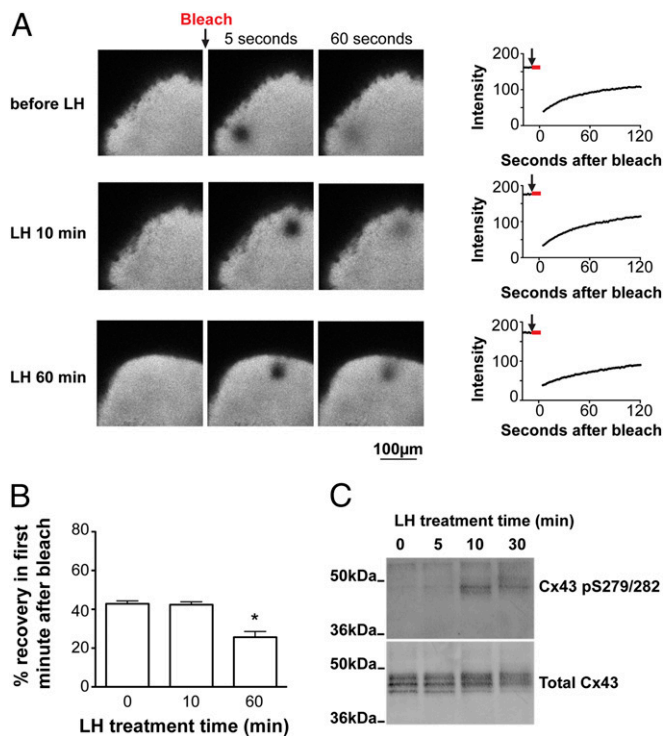 A
Bleach
5 seconds
60 seconds
before LH
LH 10 min
LH 60 min
100µm
Intensity
200
100
0
0
60
120
Seconds after bleach
Intensity
200
100
0
0
60
120
Seconds after bleach
Intensity
200
100
0
0
60
120
Seconds after bleach
B
% recovery in first
minute after bleach
80
60
40
20
0
*
0
10
60
LH treatment time (min)
C
LH treatment time (min)
0
5
10
30
50kDa
36kDa
Cx43 pS279/282
50kDa
36kDa
Total Cx43